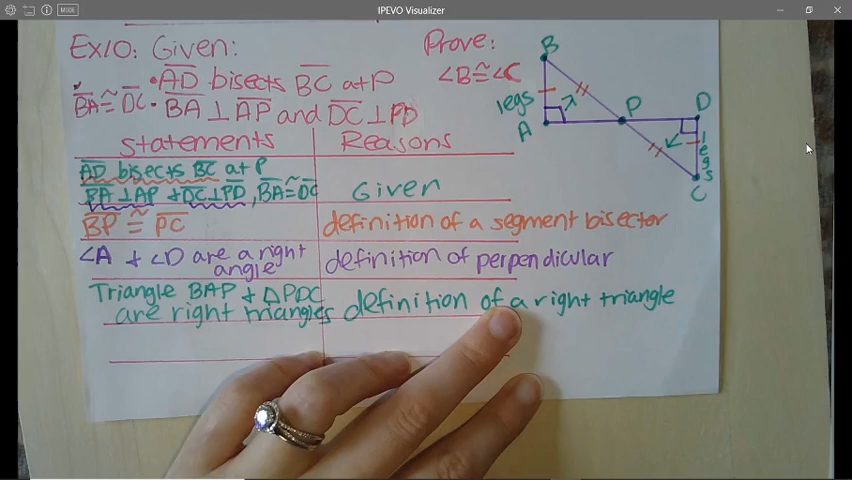 MODE
IPEVO Visualizer
Ex10: Given:
• AD bisects BC at P
BA ≅ DC • BA ⊥ AP and DC ⊥ PD
Prove:
∠B ≅ ∠C
B
legs
A
P
D
legs
C
statements Reasons
AD bisects BC at P
BA ⊥ AP + DC ⊥ PD, BA ≅ DC Given
BP ≅ PC definition of a segment bisector
∠A + ∠D are a right
angle definition of perpendicular
Triangle BAP + △PDC
are right triangles definition of a right triangle